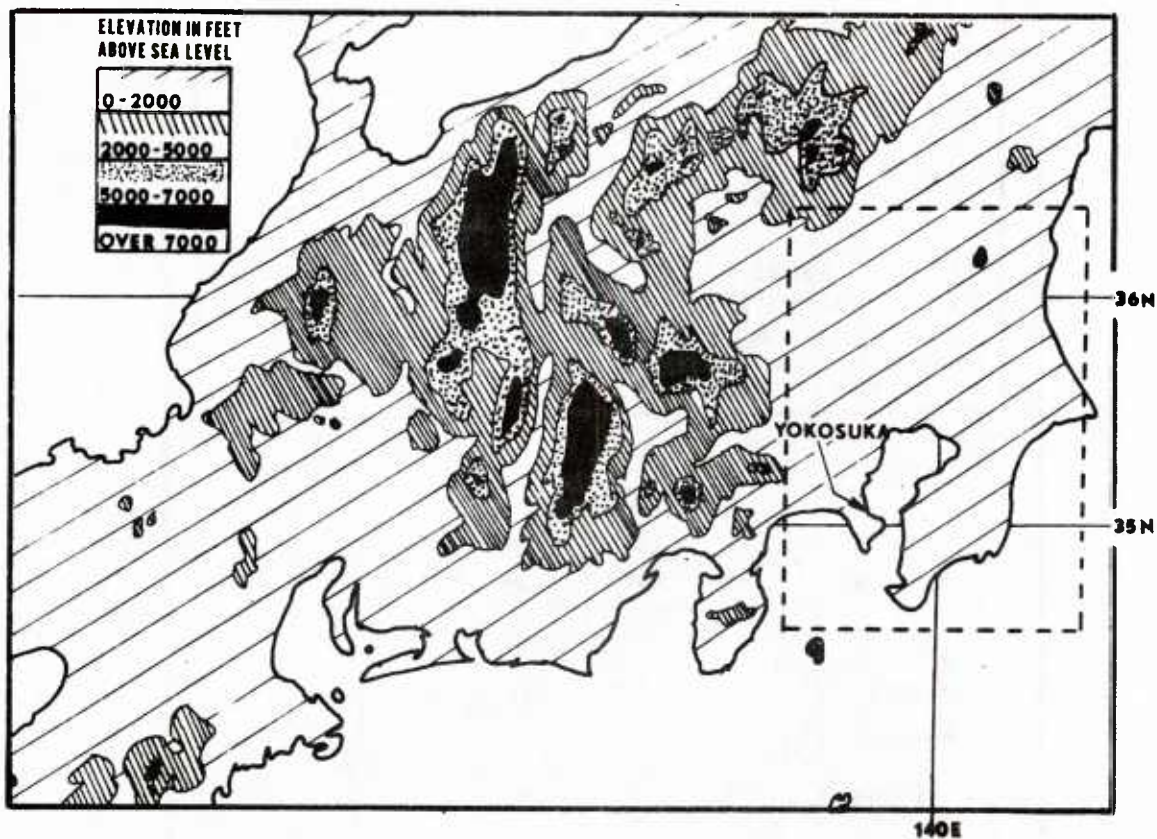 ELEVATION IN FEET
ABOVE SEA LEVEL
0-2000
2000-5000
5000-7000
OVER 7000
36N
YOKOSUKA
35N
140E